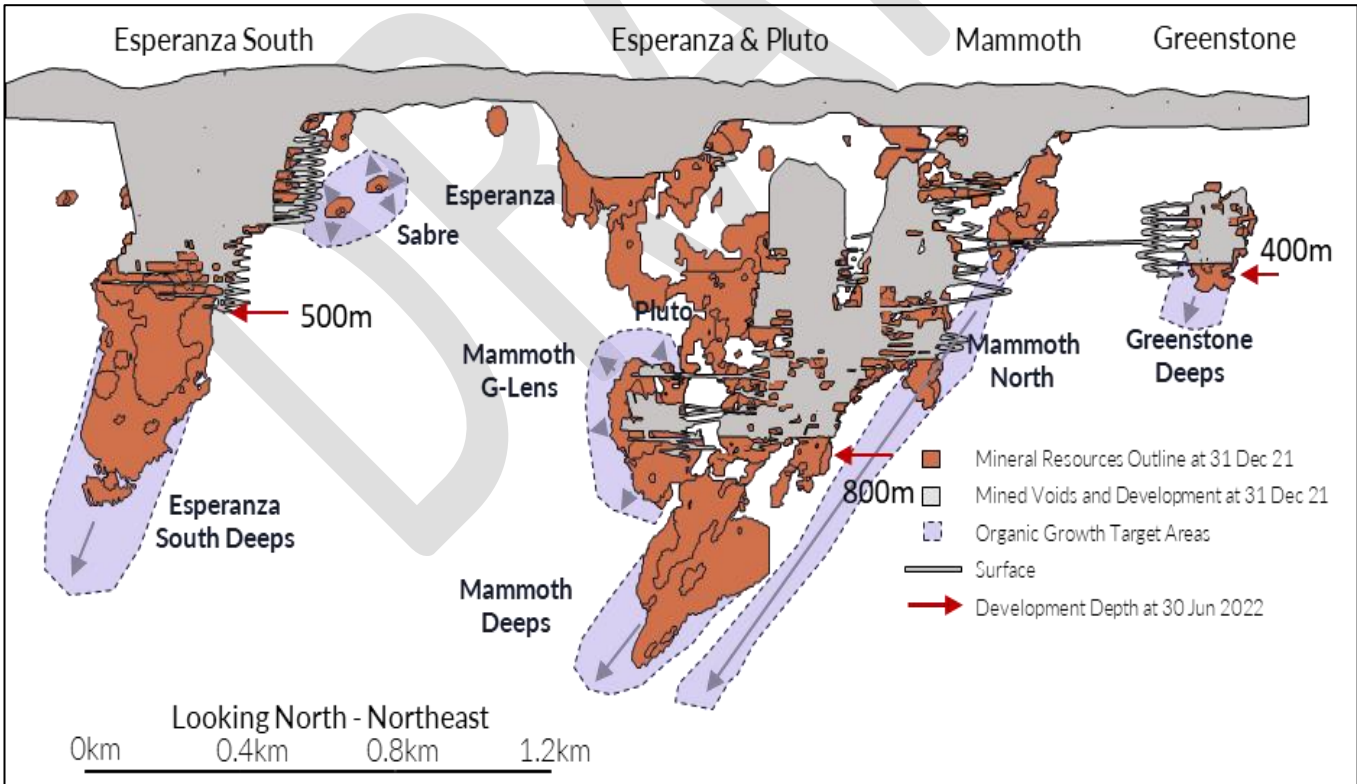 Esperanza South
Esperanza & Pluto
Mammoth
Greenstone
Esperanza
Sabre
400m
500m
Pluto
Mammoth
G-Lens
Mammoth
North
Greenstone
Deeps
Mineral Resources Outline at 31 Dec 21
800m
Mined Voids and Development at 31 Dec 21
Esperanza
South Deeps
Organic Growth Target Areas
Surface
Mammoth
Deeps
Development Depth at 30 Jun 2022
Looking North - Northeast
0km 0.4km 0.8km 1.2km
DRA